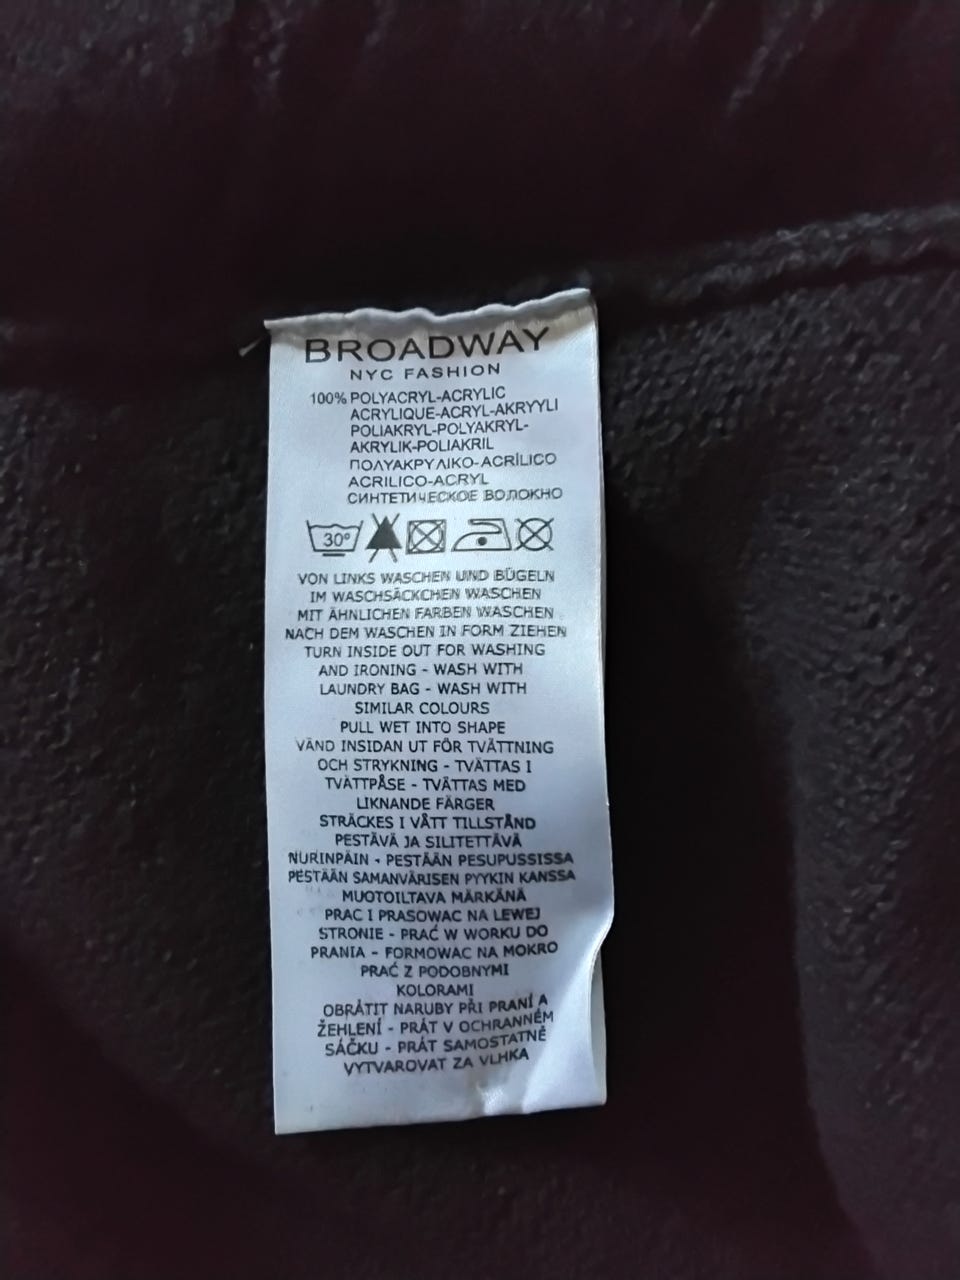 BROADWAY
NYC FASHION
100% POLYACRYL-ACRYLIC
ACRYLIQUE-ACRYL-AKRYYLI
POLIAKRYL-POLYAKRYL-
AKRYLIK-POLIAKRIL
ΠΟΛΥΑΚΡΥΛΙΚΟ-ACRÍLICO
ACRILICO-ACRYL
СИНТЕТИЧЕСКОЕ ВОЛОКНО
30°
VON LINKS WASCHEN UND BÜGELN
IM WASCHSÄCKCHEN WASCHEN
MIT ÄHNLICHEN FARBEN WASCHEN
NACH DEM WASCHEN IN FORM ZIEHEN
TURN INSIDE OUT FOR WASHING
AND IRONING - WASH WITH
LAUNDRY BAG - WASH WITH
SIMILAR COLOURS
PULL WET INTO SHAPE
VÄND INSIDAN UT FÖR TVÄTTNING
OCH STRYKNING - TVÄTTAS I
TVÄTTPÅSE - TVÄTTAS MED
LIKNANDE FÄRGER
STRÄCKES I VÅTT TILLSTÅND
PESTÄVÄ JA SILITETTÄVÄ
NURINPÄIN - PESTÄÄN PESUPUSSISSA
PESTÄÄN SAMANVÄRISEN PYYKIN KANSSA
MUOTOILTAVA MÄRKÄNÄ
PRAC I PRASOWAC NA LEWEJ
STRONIE - PRAĆ W WORKU DO
PRANIA - FORMOWAC NA MOKRO
PRAĆ Z PODOBNYMI
KOLORAMI
OBRÁTIT NARUBY PŘI PRANÍ A
ŽEHLENÍ - PRÁT V OCHRANNÉM
SÁČKU - PRÁT SAMOSTATNĚ
VYTVAROVAT ZA VLHKA